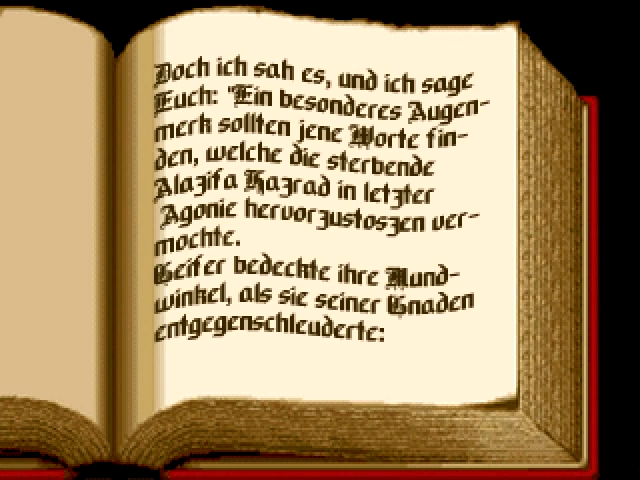 Doch ich sah es, und ich sage
Euch: "Ein besonderes Augen-
merk sollten jene Worte fin-
den, welche die sterbende
Alazifa Hazrad in letzter
Agonie hervorzustoszen ver-
mochte.
Geifer bedeckte ihre Mund-
winkel, als sie seiner Gnaden
entgegenschleuderte: